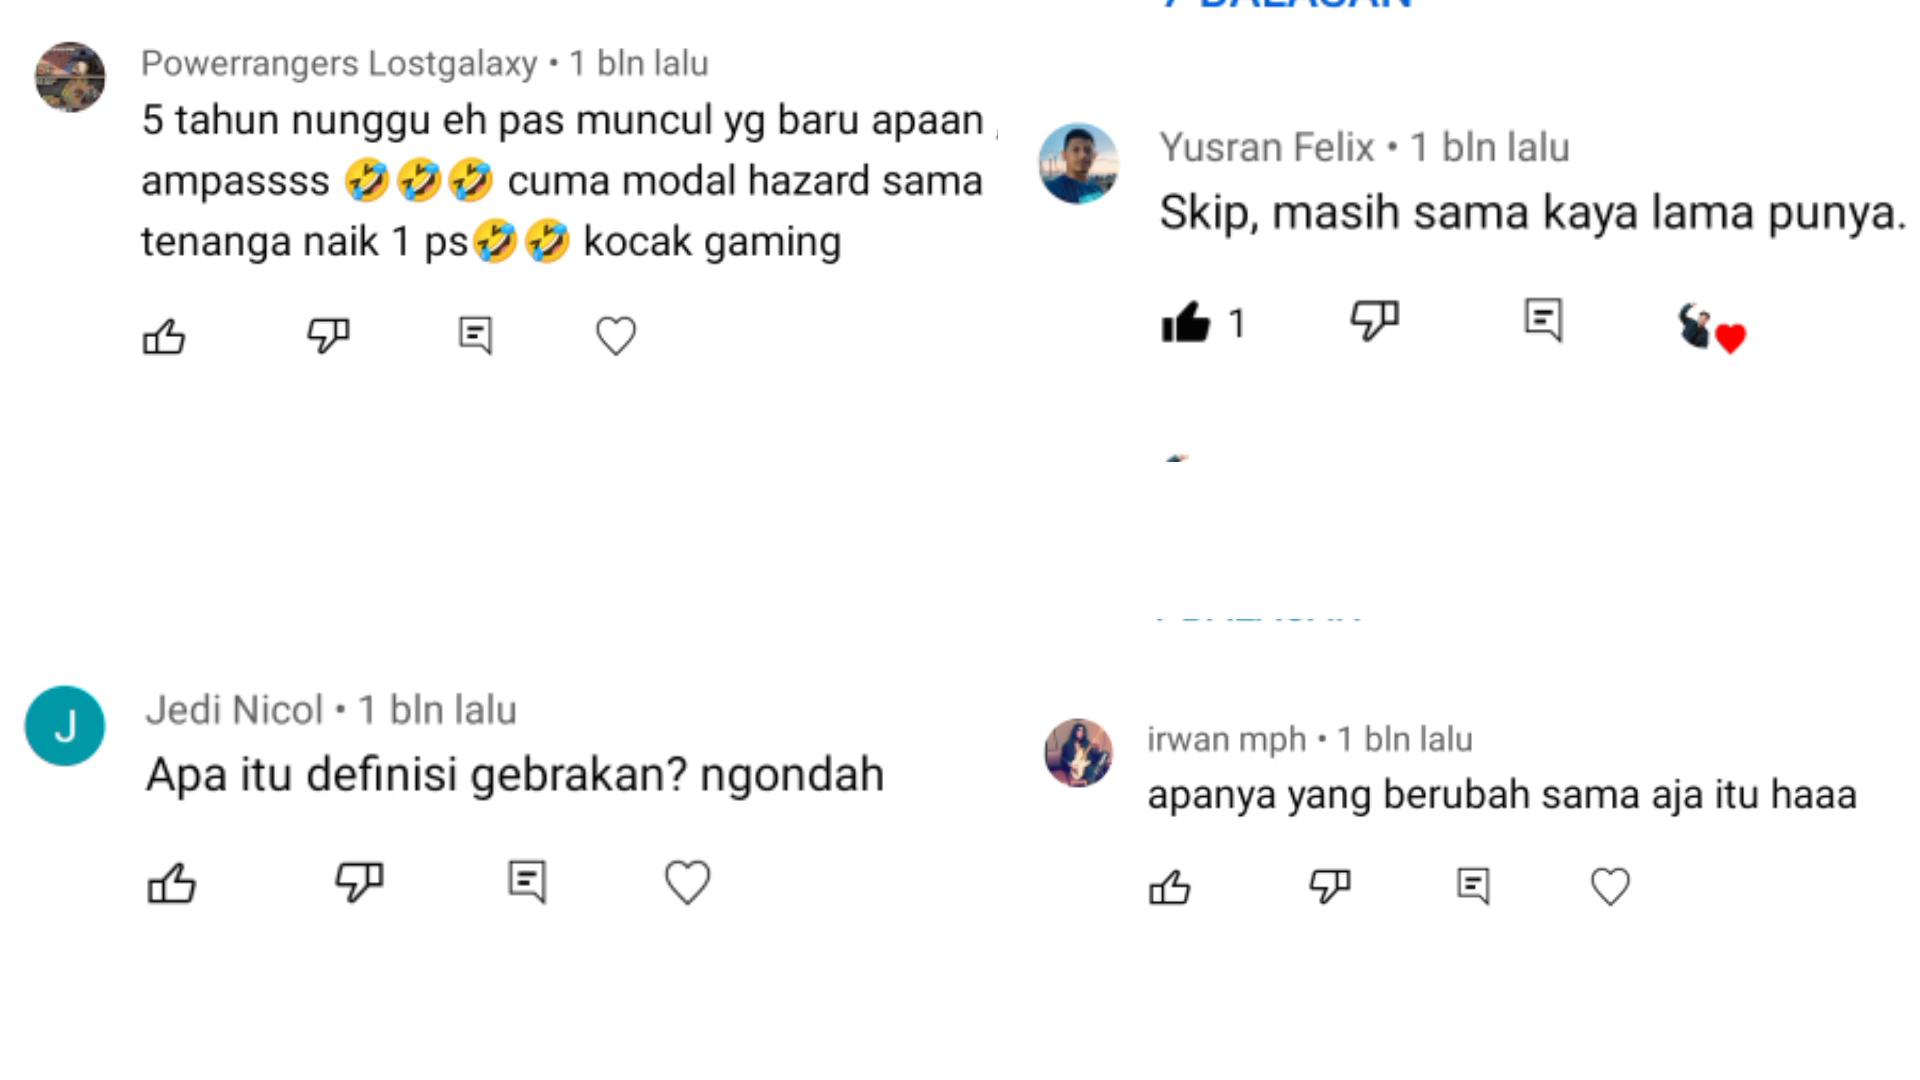 Powerrangers Lostgalaxy • 1 bln lalu
5 tahun nunggu eh pas muncul yg baru apaan ,
ampassss 🤣🤣🤣 cuma modal hazard sama
tenanga naik 1 ps🤣🤣 kocak gaming
7 BALASAN
Yusran Felix • 1 bln lalu
Skip, masih sama kaya lama punya.
1
J
Jedi Nicol • 1 bln lalu
Apa itu definisi gebrakan? ngondah
irwan mph • 1 bln lalu
apanya yang berubah sama aja itu haaa